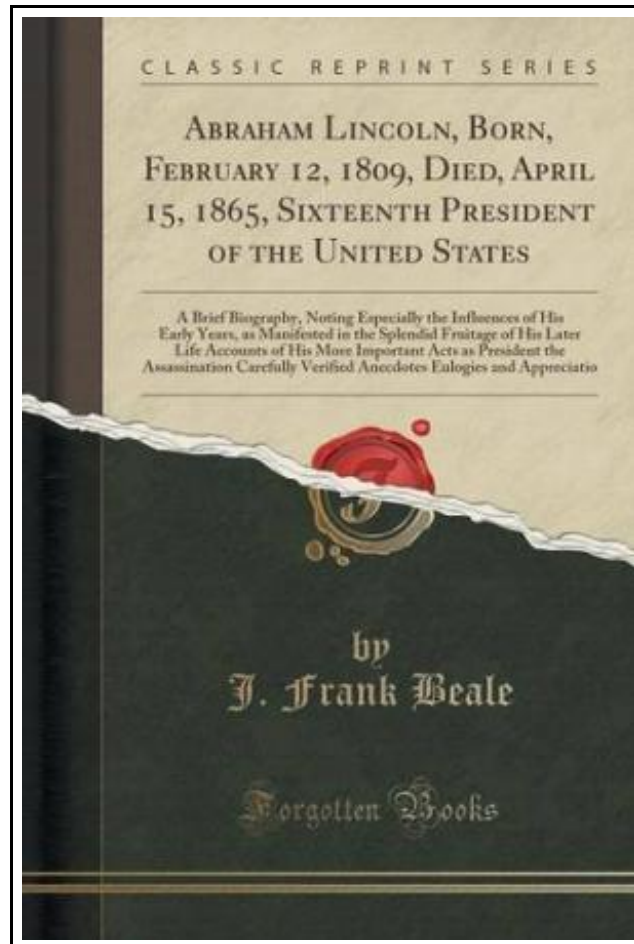 CLASSIC REPRINT SERIES
ABRAHAM LINCOLN, BORN,
FEBRUARY 12, 1809, DIED, APRIL
15, 1865, SIXTEENTH PRESIDENT
OF THE UNITED STATES
A Brief Biography, Noting Especially the Influences of His
Early Years, as Manifested in the Splendid Fruitage of His Later
Life Accounts of His More Important Acts as President the
Assassination Carefully Verified Anecdotes Eulogies and Appreciatio
by
J. Frank Beale
Forgotten Books